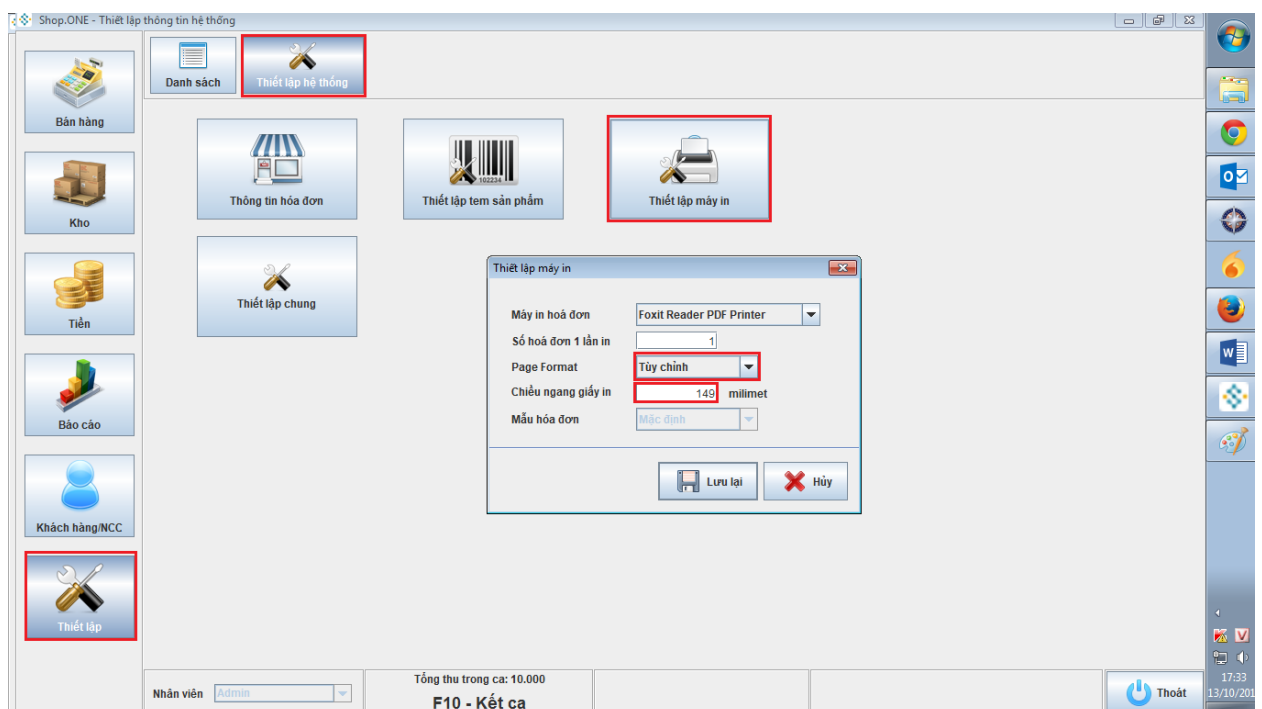 Shop.ONE - Thiết lập thông tin hệ thống
Danh sách
Thiết lập hệ thống
Bán hàng
Kho
Tiền
Báo cáo
Khách hàng/NCC
Thiết lập
Thông tin hóa đơn
102234
Thiết lập tem sản phẩm
Thiết lập máy in
Thiết lập chung
Thiết lập máy in
Máy in hoá đơn Foxit Reader PDF Printer
Số hoá đơn 1 lần in 1
Page Format Tùy chỉnh
Chiều ngang giấy in 149 milimet
Mẫu hóa đơn Mặc định
Lưu lại
Hủy
Nhân viên Admin
Tổng thu trong ca: 10.000
F10 - Kết ca
Thoát
17:33
13/10/201